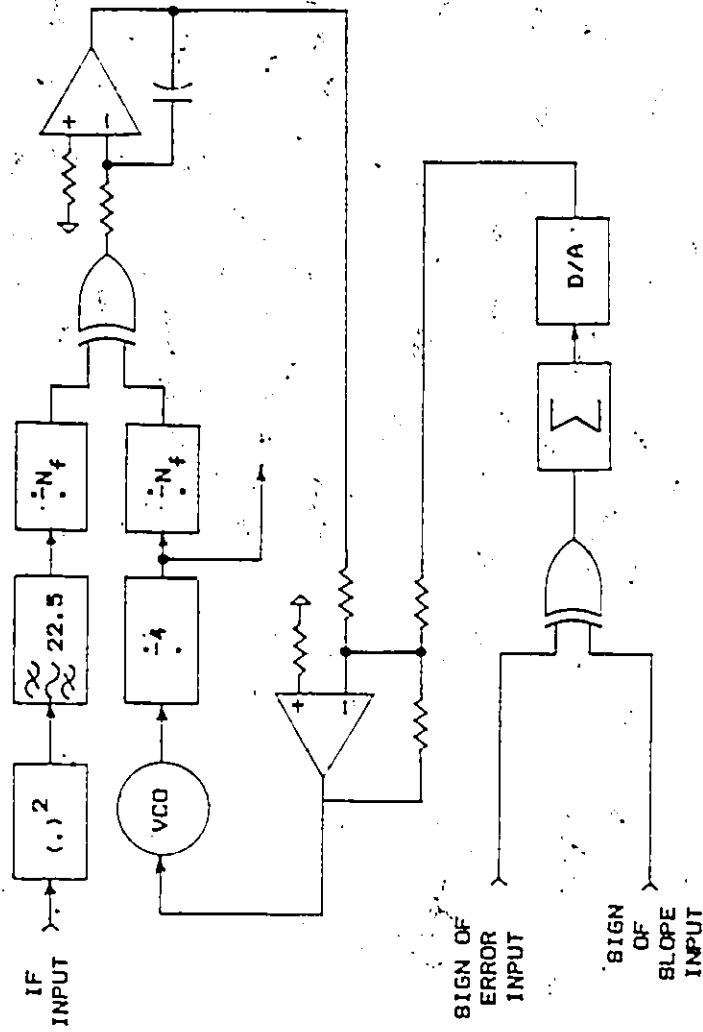 IF
INPUT
(.)²
22.5
÷N_f
VCO
÷4
÷N_f
+
−
+
−
SIGN OF
ERROR
INPUT
SIGN
OF
SLOPE
INPUT
Σ
D/A